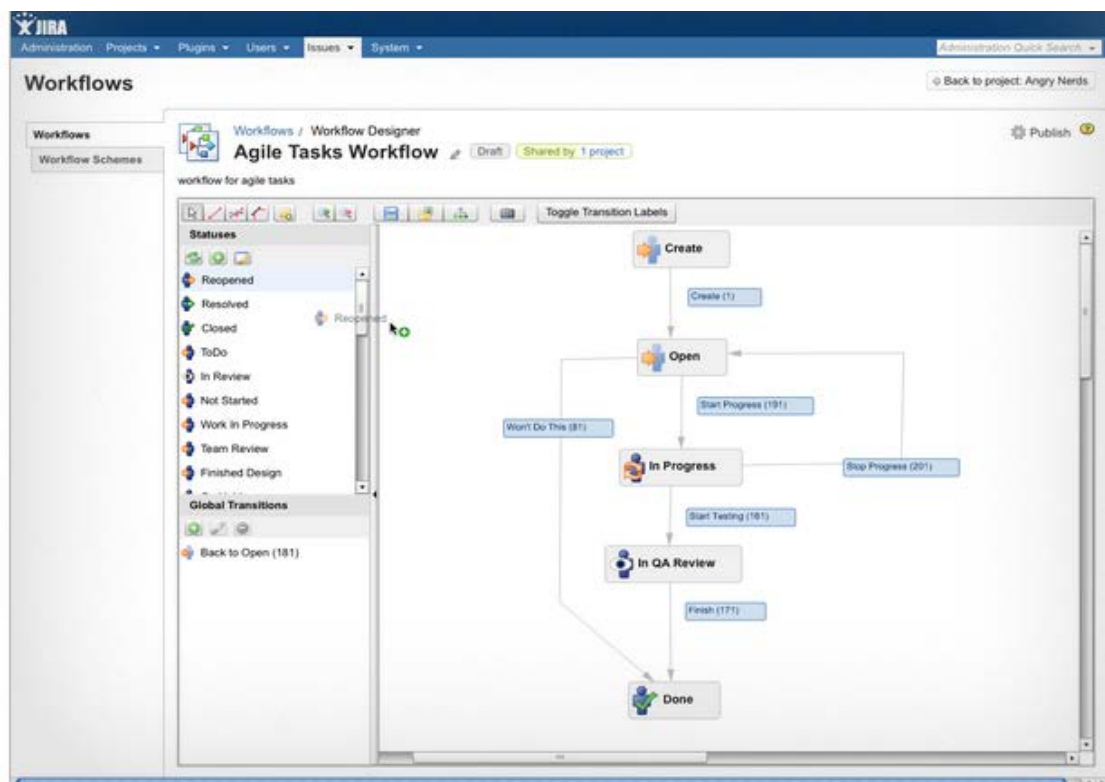 JIRA
Administration Projects Plugins Users Issues System Administration Quick Search
Workflows
Back to project: Angry Nerds
Workflows
Workflow Schemes
Workflows / Workflow Designer
Agile Tasks Workflow Draft Shared by 1 project
Publish ?
workflow for agile tasks
Toggle Transition Labels
Statuses
Reopened
Resolved
Reopened
Closed
ToDo
In Review
Not Started
Work In Progress
Team Review
Finished Design
Global Transitions
Back to Open (181)
Create
Create (1)
Open
Start Progress (191)
Won't Do This (81)
In Progress
Stop Progress (201)
Start Testing (161)
In QA Review
Finish (171)
Done